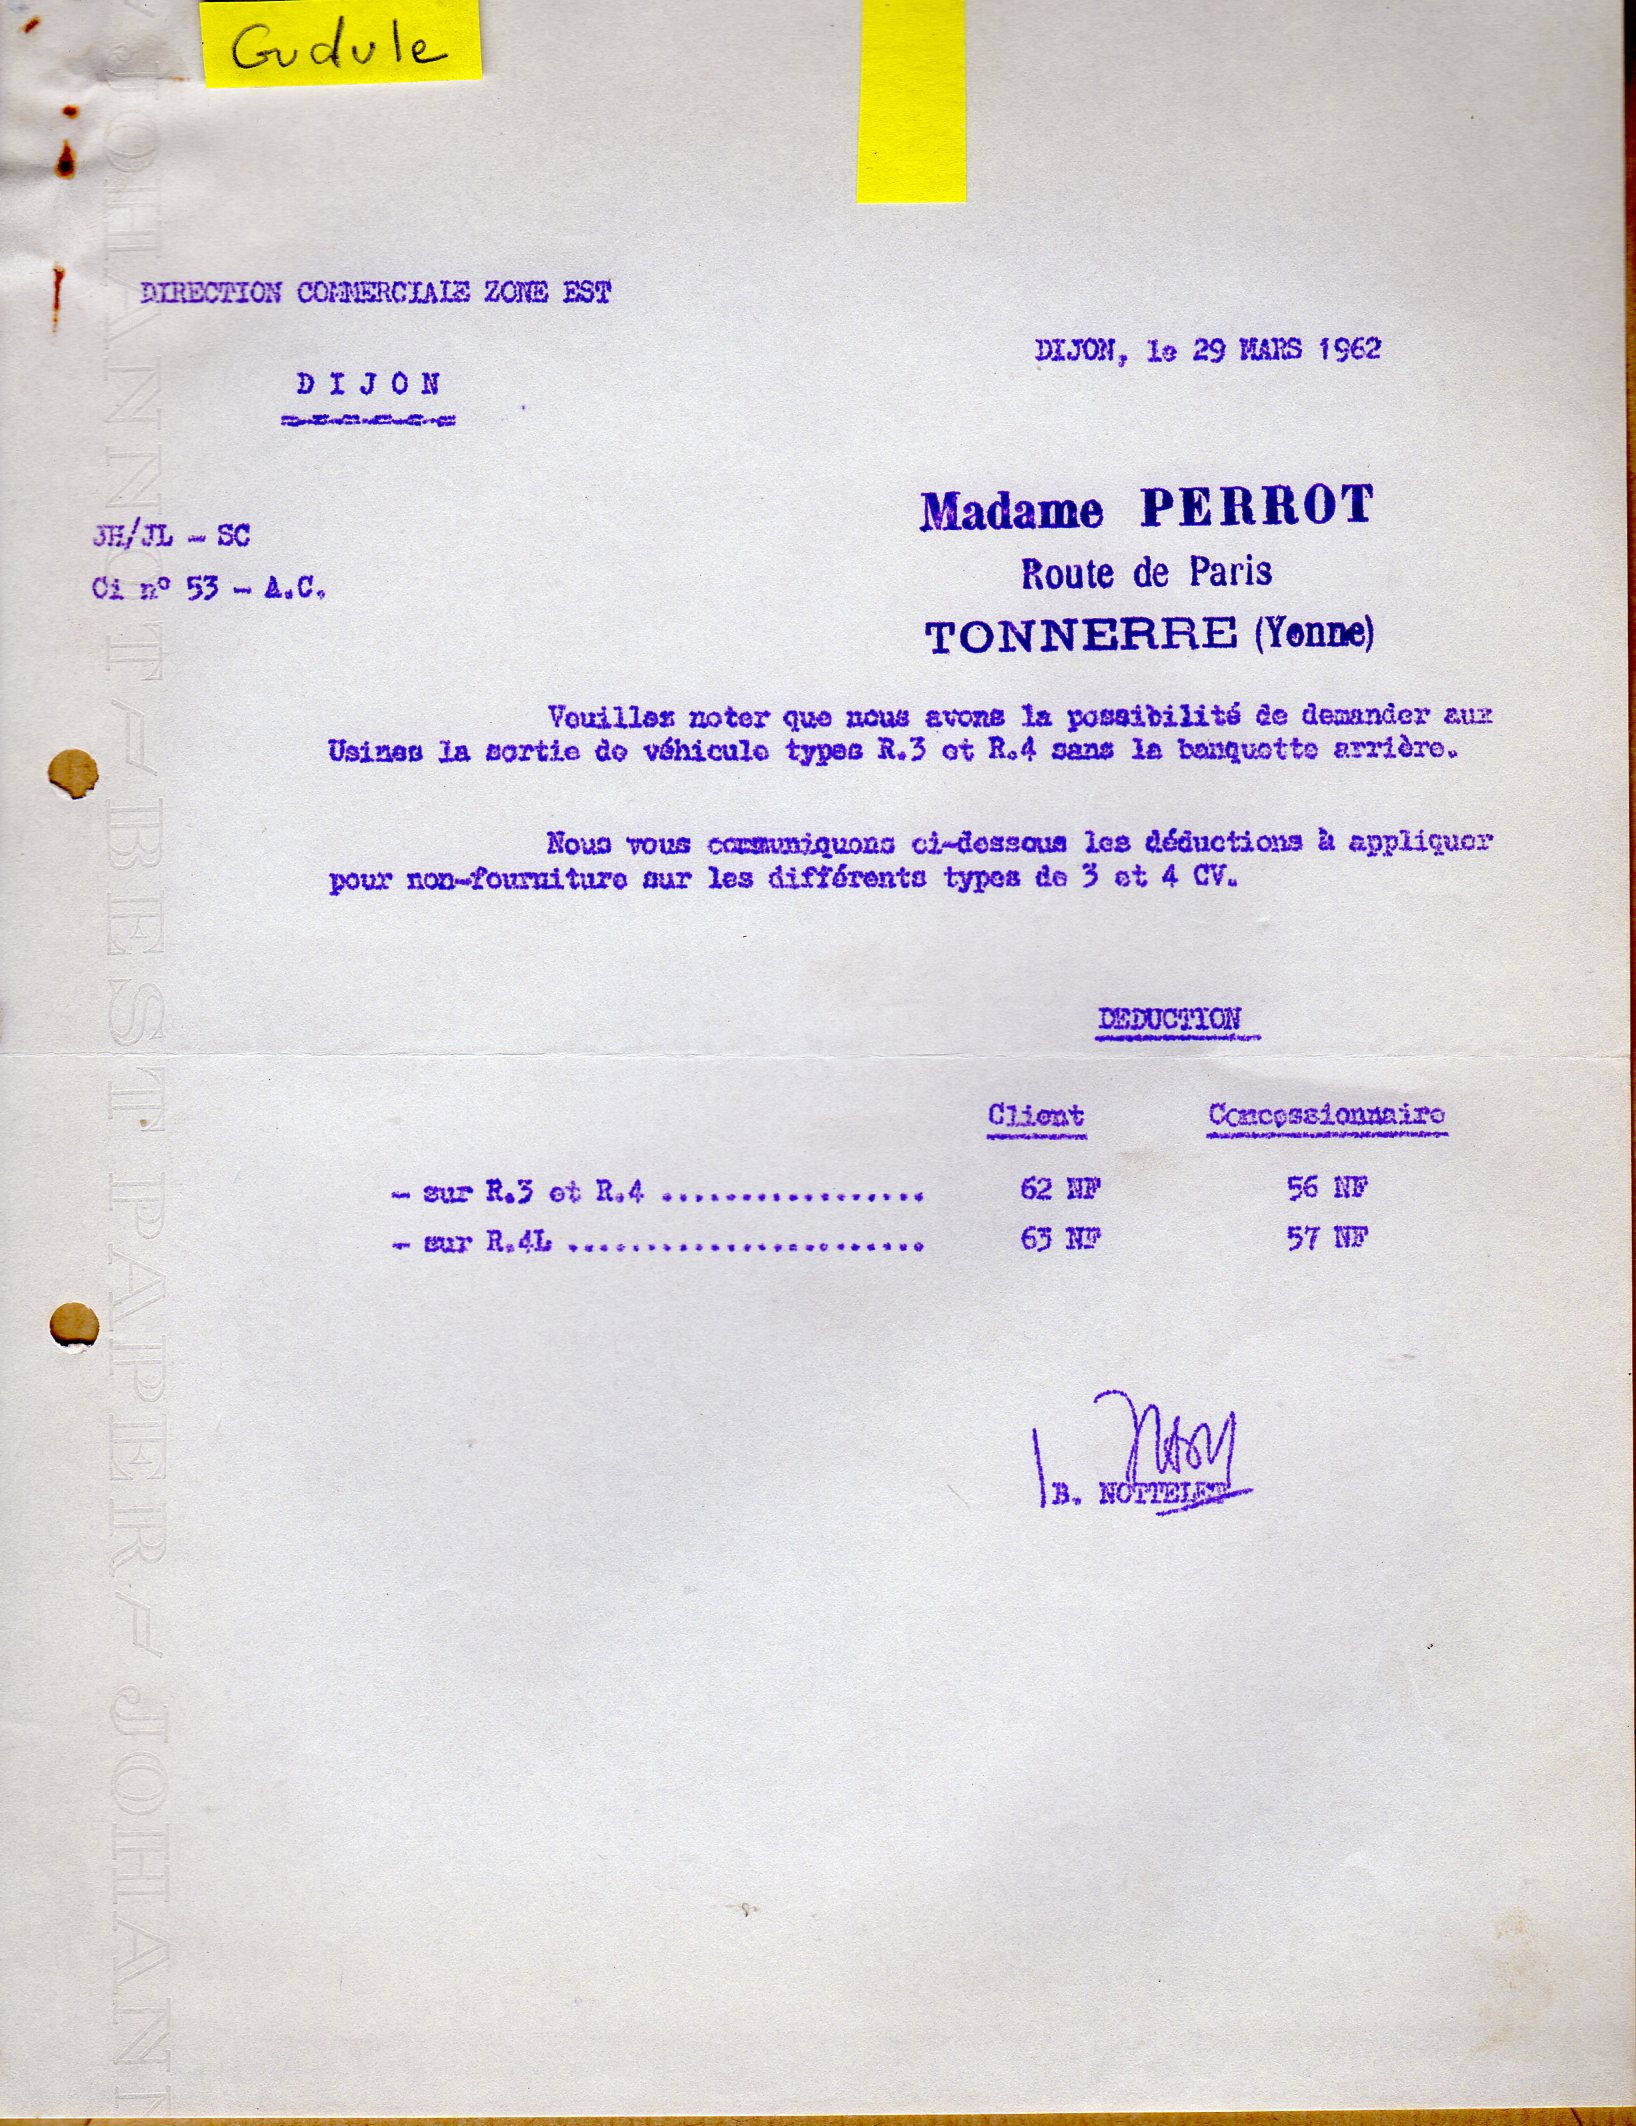 Gudule
DIRECTION COMMERCIALE ZONE EST
DIJON, le 29 MARS 1962
D I J O N
Madame PERROT
JH/JL - SC
Route de Paris
Ci n° 53 - A.C.
TONNERRE (Yonne)
Veuillez noter que nous avons la possibilité de demander aux
Usines la sortie de véhicule types R.3 et R.4 sans la banquette arrière.
Nous vous communiquons ci-dessous les déductions à appliquer
pour non-fourniture sur les différents types de 3 et 4 CV.
DEDUCTION
Client Concessionnaire
- sur R.3 et R.4 ................. 62 NF 56 NF
- sur R.4L ....................... 63 NF 57 NF
B. NOTTELET
JOHANNOT - BEST PAPER - JOHANN